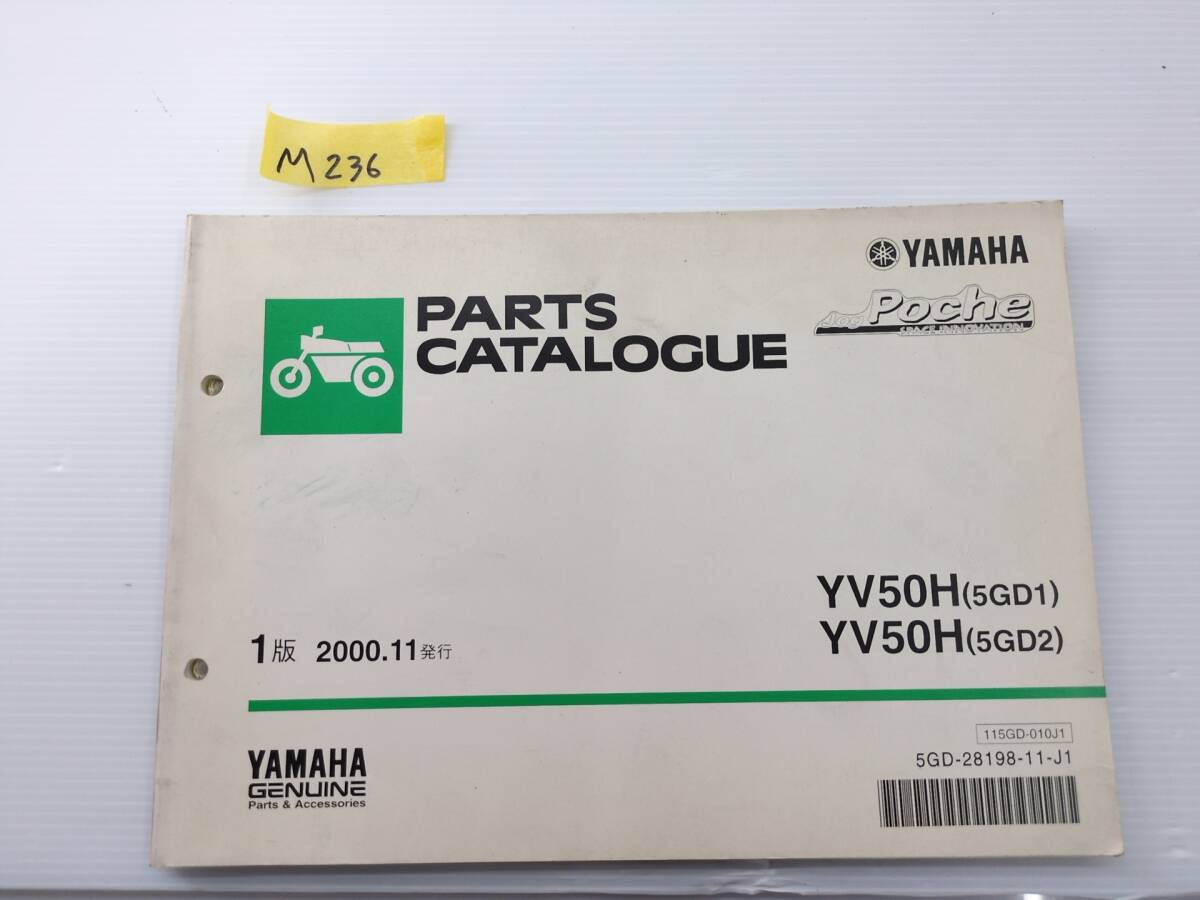 M 236
YAMAHA
Jog Poche
SPACE INNOVATION
PARTS
CATALOGUE
YV50H(5GD1)
YV50H(5GD2)
1版 2000.11発行
115GD-010J1
5GD-28198-11-J1
YAMAHA
GENUINE
Parts & Accessories